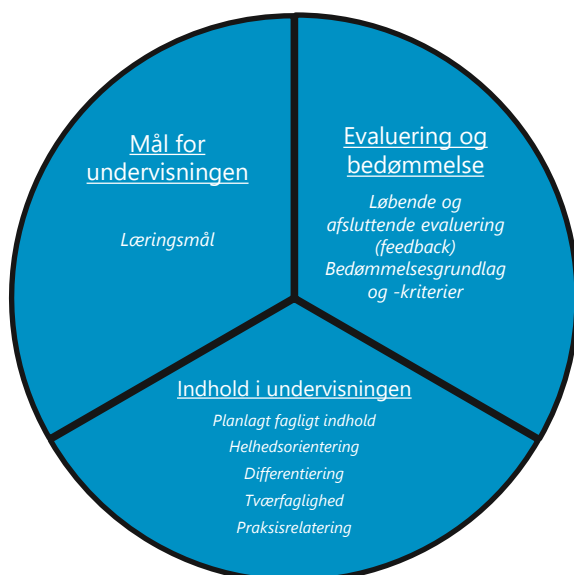 Mål for
undervisningen
Læringsmål
Evaluering og
bedømmelse
Løbende og
afsluttende evaluering
(feedback)
Bedømmelsesgrundlag
og -kriterier
Indhold i undervisningen
Planlagt fagligt indhold
Helhedsorientering
Differentiering
Tværfaglighed
Praksisrelatering